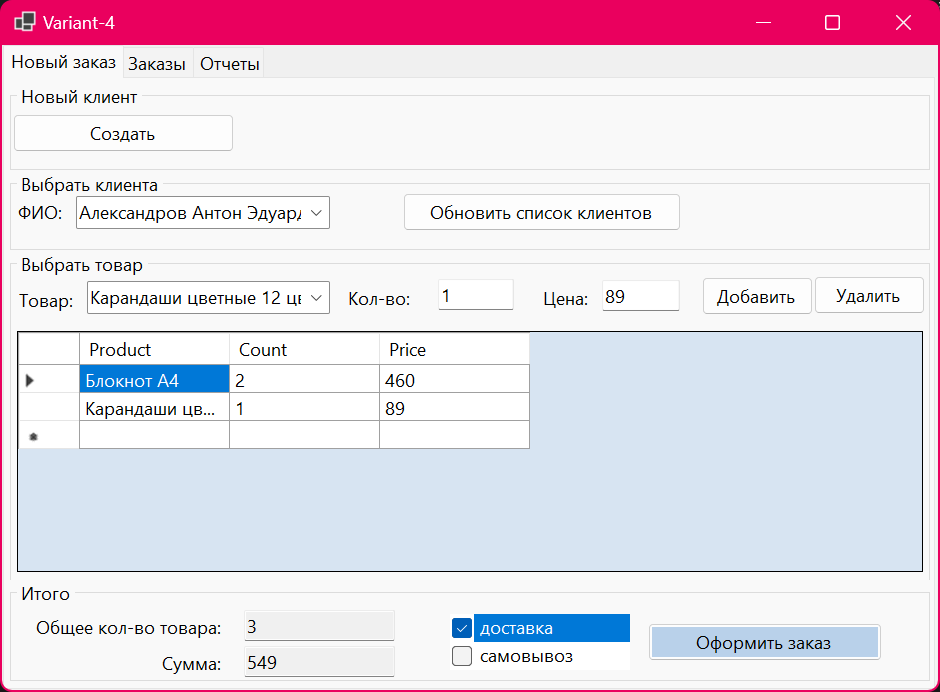 Variant-4
Новый заказ Заказы Отчеты
Новый клиент
Создать
Выбрать клиента
ФИО: Александров Антон Эдуард Обновить список клиентов
Выбрать товар
Товар: Карандаши цветные 12 цв Кол-во: 1 Цена: 89 Добавить Удалить
Product Count Price
Блокнот А4 2 460
Карандаши цв... 1 89
Итого
Общее кол-во товара: 3 доставка
Сумма: 549 самовывоз
Оформить заказ